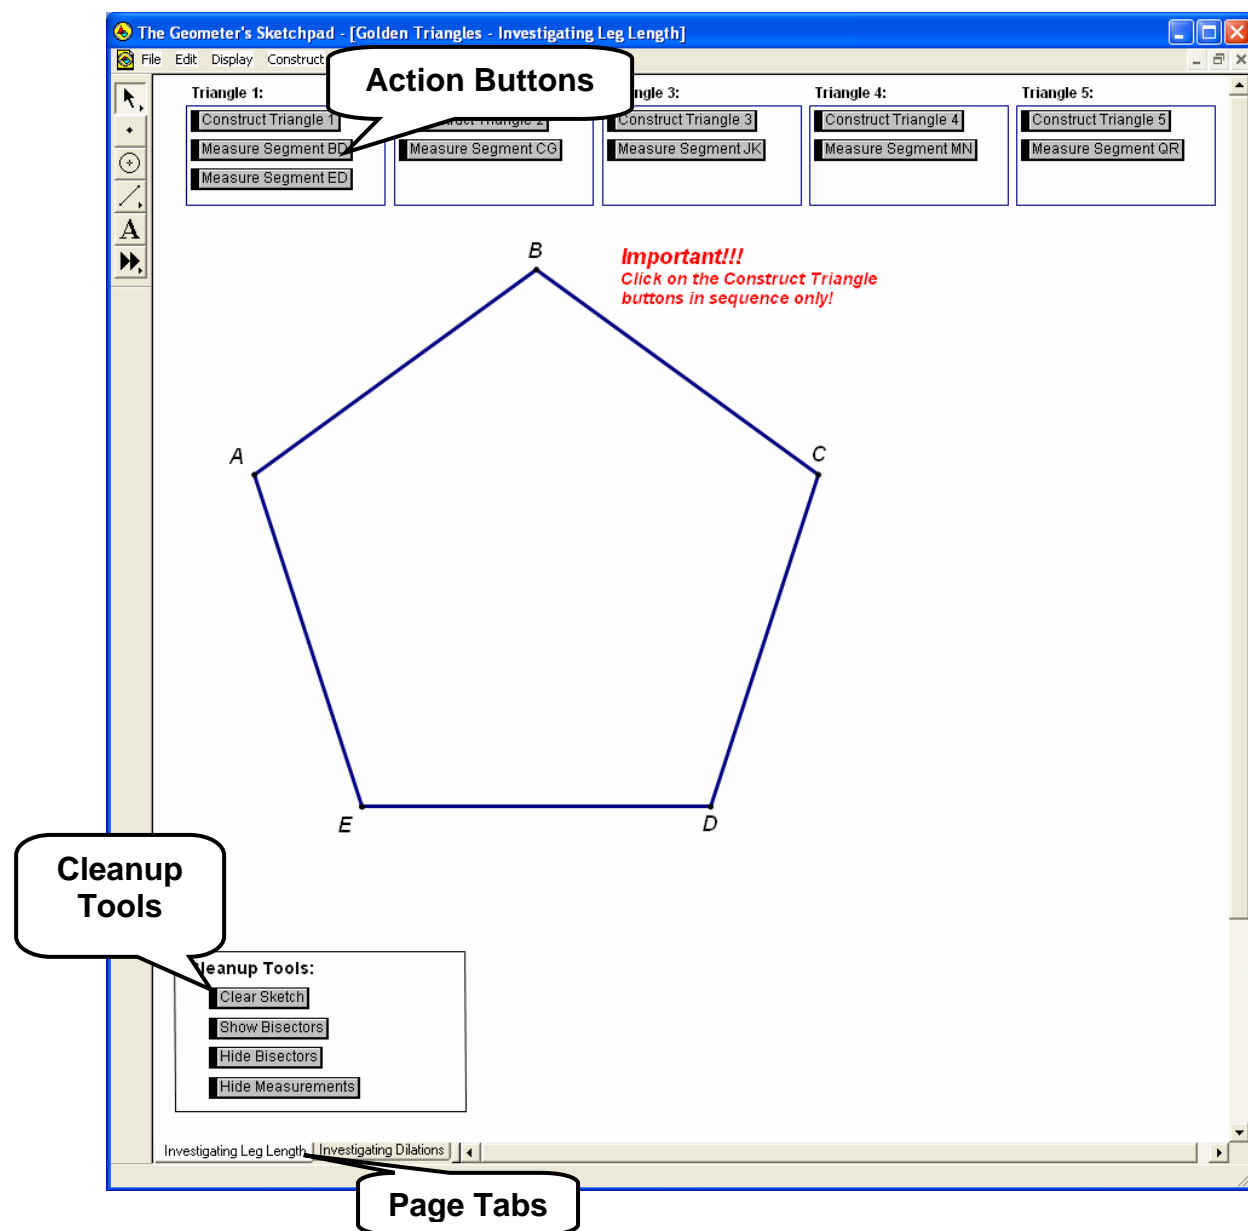 The Geometer's Sketchpad - [Golden Triangles - Investigating Leg Length]
File Edit Display Construct
Action Buttons
Triangle 1:
ngle 3:
Triangle 4:
Triangle 5:
Construct Triangle 1
Construct Triangle 3
Construct Triangle 4
Construct Triangle 5
Measure Segment BD
Measure Segment CG
Measure Segment JK
Measure Segment MN
Measure Segment QR
Measure Segment ED
A
B
Important!!!
Click on the Construct Triangle
buttons in sequence only!
A
C
E
D
Cleanup
Tools
leanup Tools:
Clear Sketch
Show Bisectors
Hide Bisectors
Hide Measurements
Investigating Leg Length
Investigating Dilations
Page Tabs